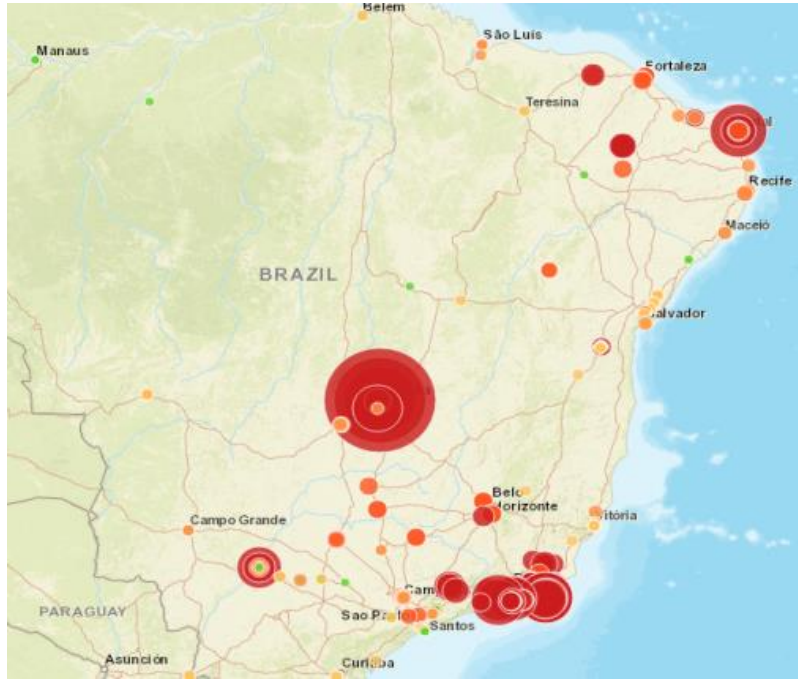 Belem
São Luís
Manaus
Fortaleza
Teresina
Recife
Maceió
BRAZIL
Salvador
Belo
Horizonte
Vitória
Campo Grande
Sao Paulo
Santos
PARAGUAY
Asunción
Curitiba